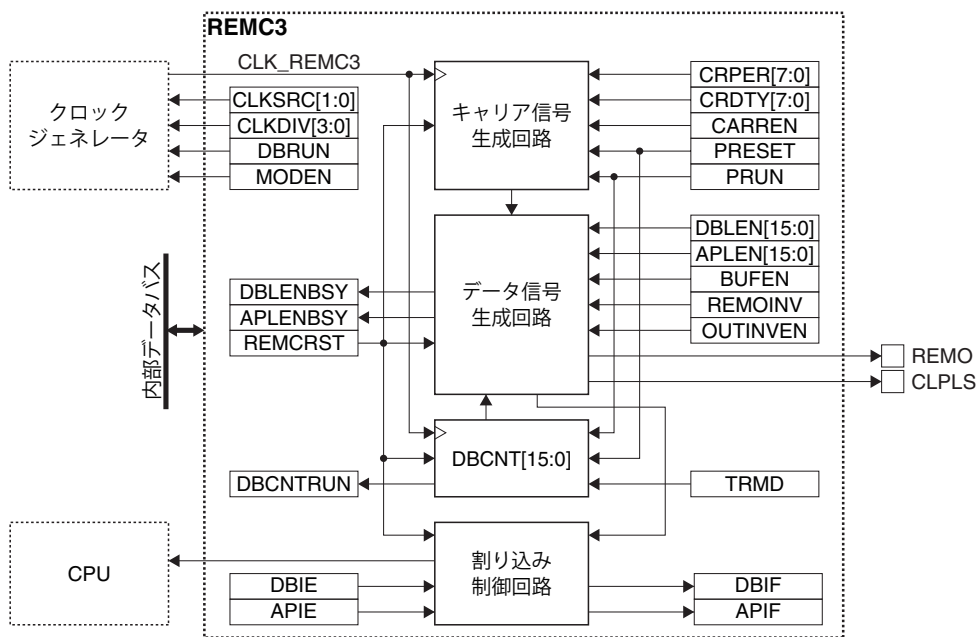 REMC3
CLK_REMC3
クロック
ジェネレータ
CLKSRC[1:0]
CLKDIV[3:0]
DBRUN
MODEN
キャリア信号
生成回路
CRPER[7:0]
CRDTY[7:0]
CARREN
PRESET
PRUN
内部データバス
DBLENBSY
APLENBSY
REMCRST
データ信号
生成回路
DBLEN[15:0]
APLEN[15:0]
BUFEN
REMOINV
OUTINVEN
REMO
CLPLS
DBCNTRUN
DBCNT[15:0]
TRMD
CPU
DBIE
APIE
割り込み
制御回路
DBIF
APIF